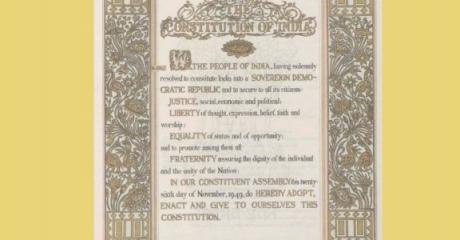 THE
CONSTITUTION OF INDIA
WE, THE PEOPLE OF INDIA, having solemnly
resolved to constitute India into a SOVEREIGN DEMO-
CRATIC REPUBLIC and to secure to all its citizens:
JUSTICE, social, economic and political;
LIBERTY of thought, expression, belief, faith and
worship;
EQUALITY of status and of opportunity;
and to promote among them all
FRATERNITY assuring the dignity of the individual
and the unity of the Nation;
IN OUR CONSTITUENT ASSEMBLY this twenty-
sixth day of November, 1949, do HEREBY ADOPT,
ENACT AND GIVE TO OURSELVES THIS
CONSTITUTION.